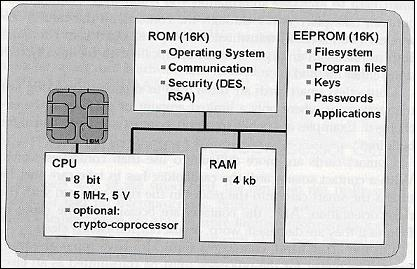 ROM (16K)
Operating System
Communication
Security (DES,
RSA)
EEPROM (16K)
Filesystem
Program files
Keys
Passwords
Applications
CPU
8 bit
5 MHz, 5 V
optional:
crypto-coprocessor
RAM
4 kb